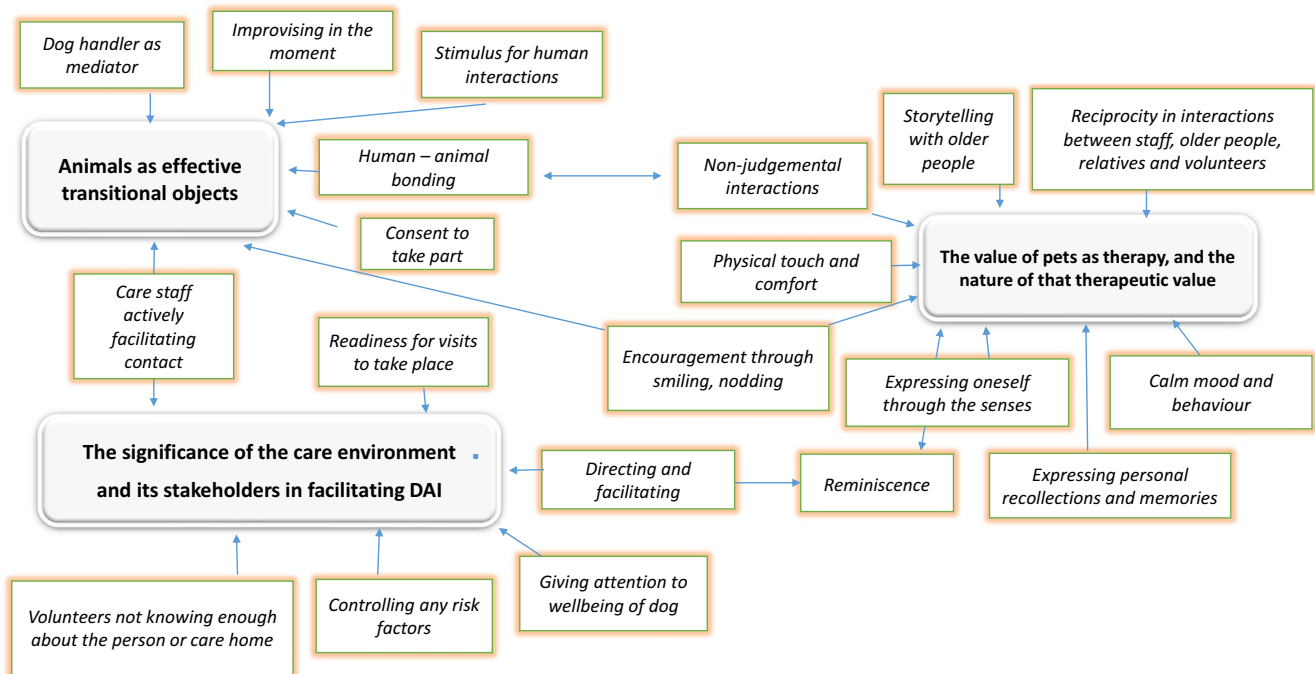 Dog handler as
mediator
Improvising in the
moment
Stimulus for human
interactions
Animals as effective
transitional objects
Human – animal
bonding
Consent to
take part
Care staff
actively
facilitating
contact
Readiness for visits
to take place
Non-judgemental
interactions
Storytelling
with older
people
Reciprocity in interactions
between staff, older people,
relatives and volunteers
Physical touch and
comfort
The value of pets as therapy, and the
nature of that therapeutic value
Encouragement through
smiling, nodding
Expressing oneself
through the senses
Calm mood and
behaviour
The significance of the care environment
and its stakeholders in facilitating DAI
Directing and
facilitating
Reminiscence
Expressing personal
recollections and memories
Volunteers not knowing enough
about the person or care home
Controlling any risk
factors
Giving attention to
wellbeing of dog